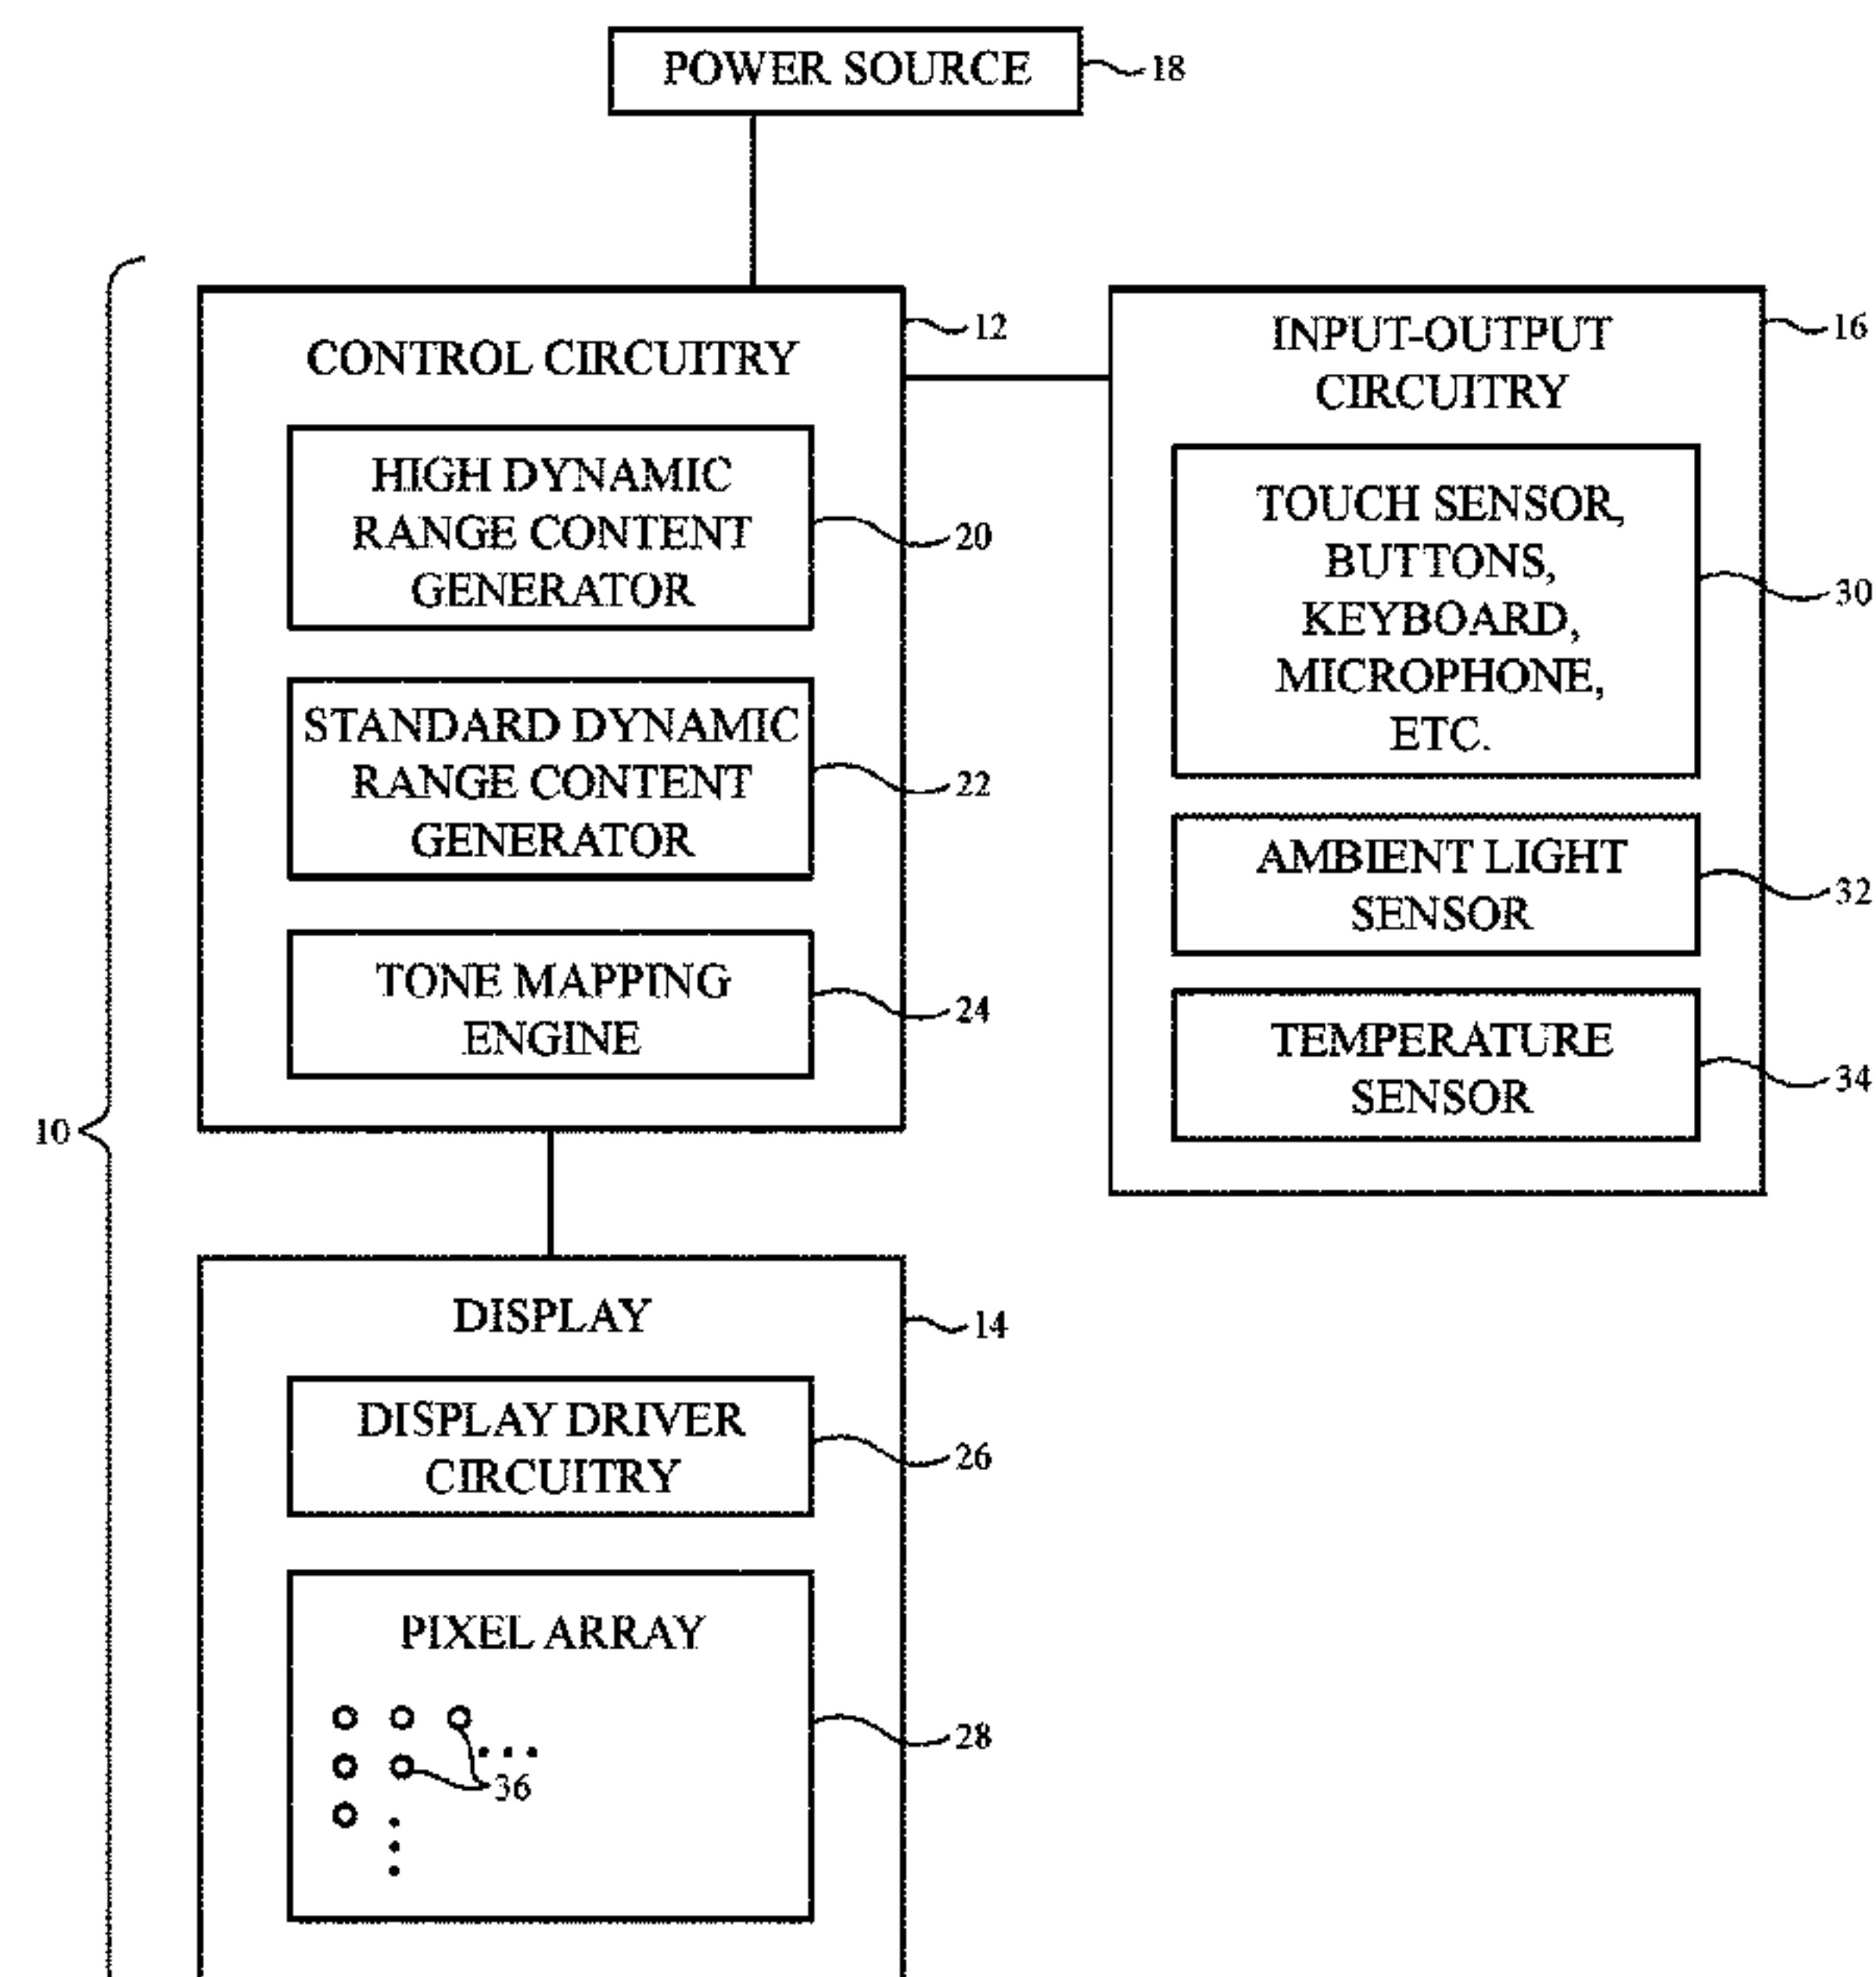 POWER SOURCE
18
CONTROL CIRCUITRY
12
HIGH DYNAMIC
RANGE CONTENT
GENERATOR
20
STANDARD DYNAMIC
RANGE CONTENT
GENERATOR
22
TONE MAPPING
ENGINE
24
INPUT-OUTPUT
CIRCUITRY
16
TOUCH SENSOR,
BUTTONS,
KEYBOARD,
MICROPHONE,
ETC.
30
AMBIENT LIGHT
SENSOR
32
TEMPERATURE
SENSOR
34
10
DISPLAY
14
DISPLAY DRIVER
CIRCUITRY
26
PIXEL ARRAY
28
36